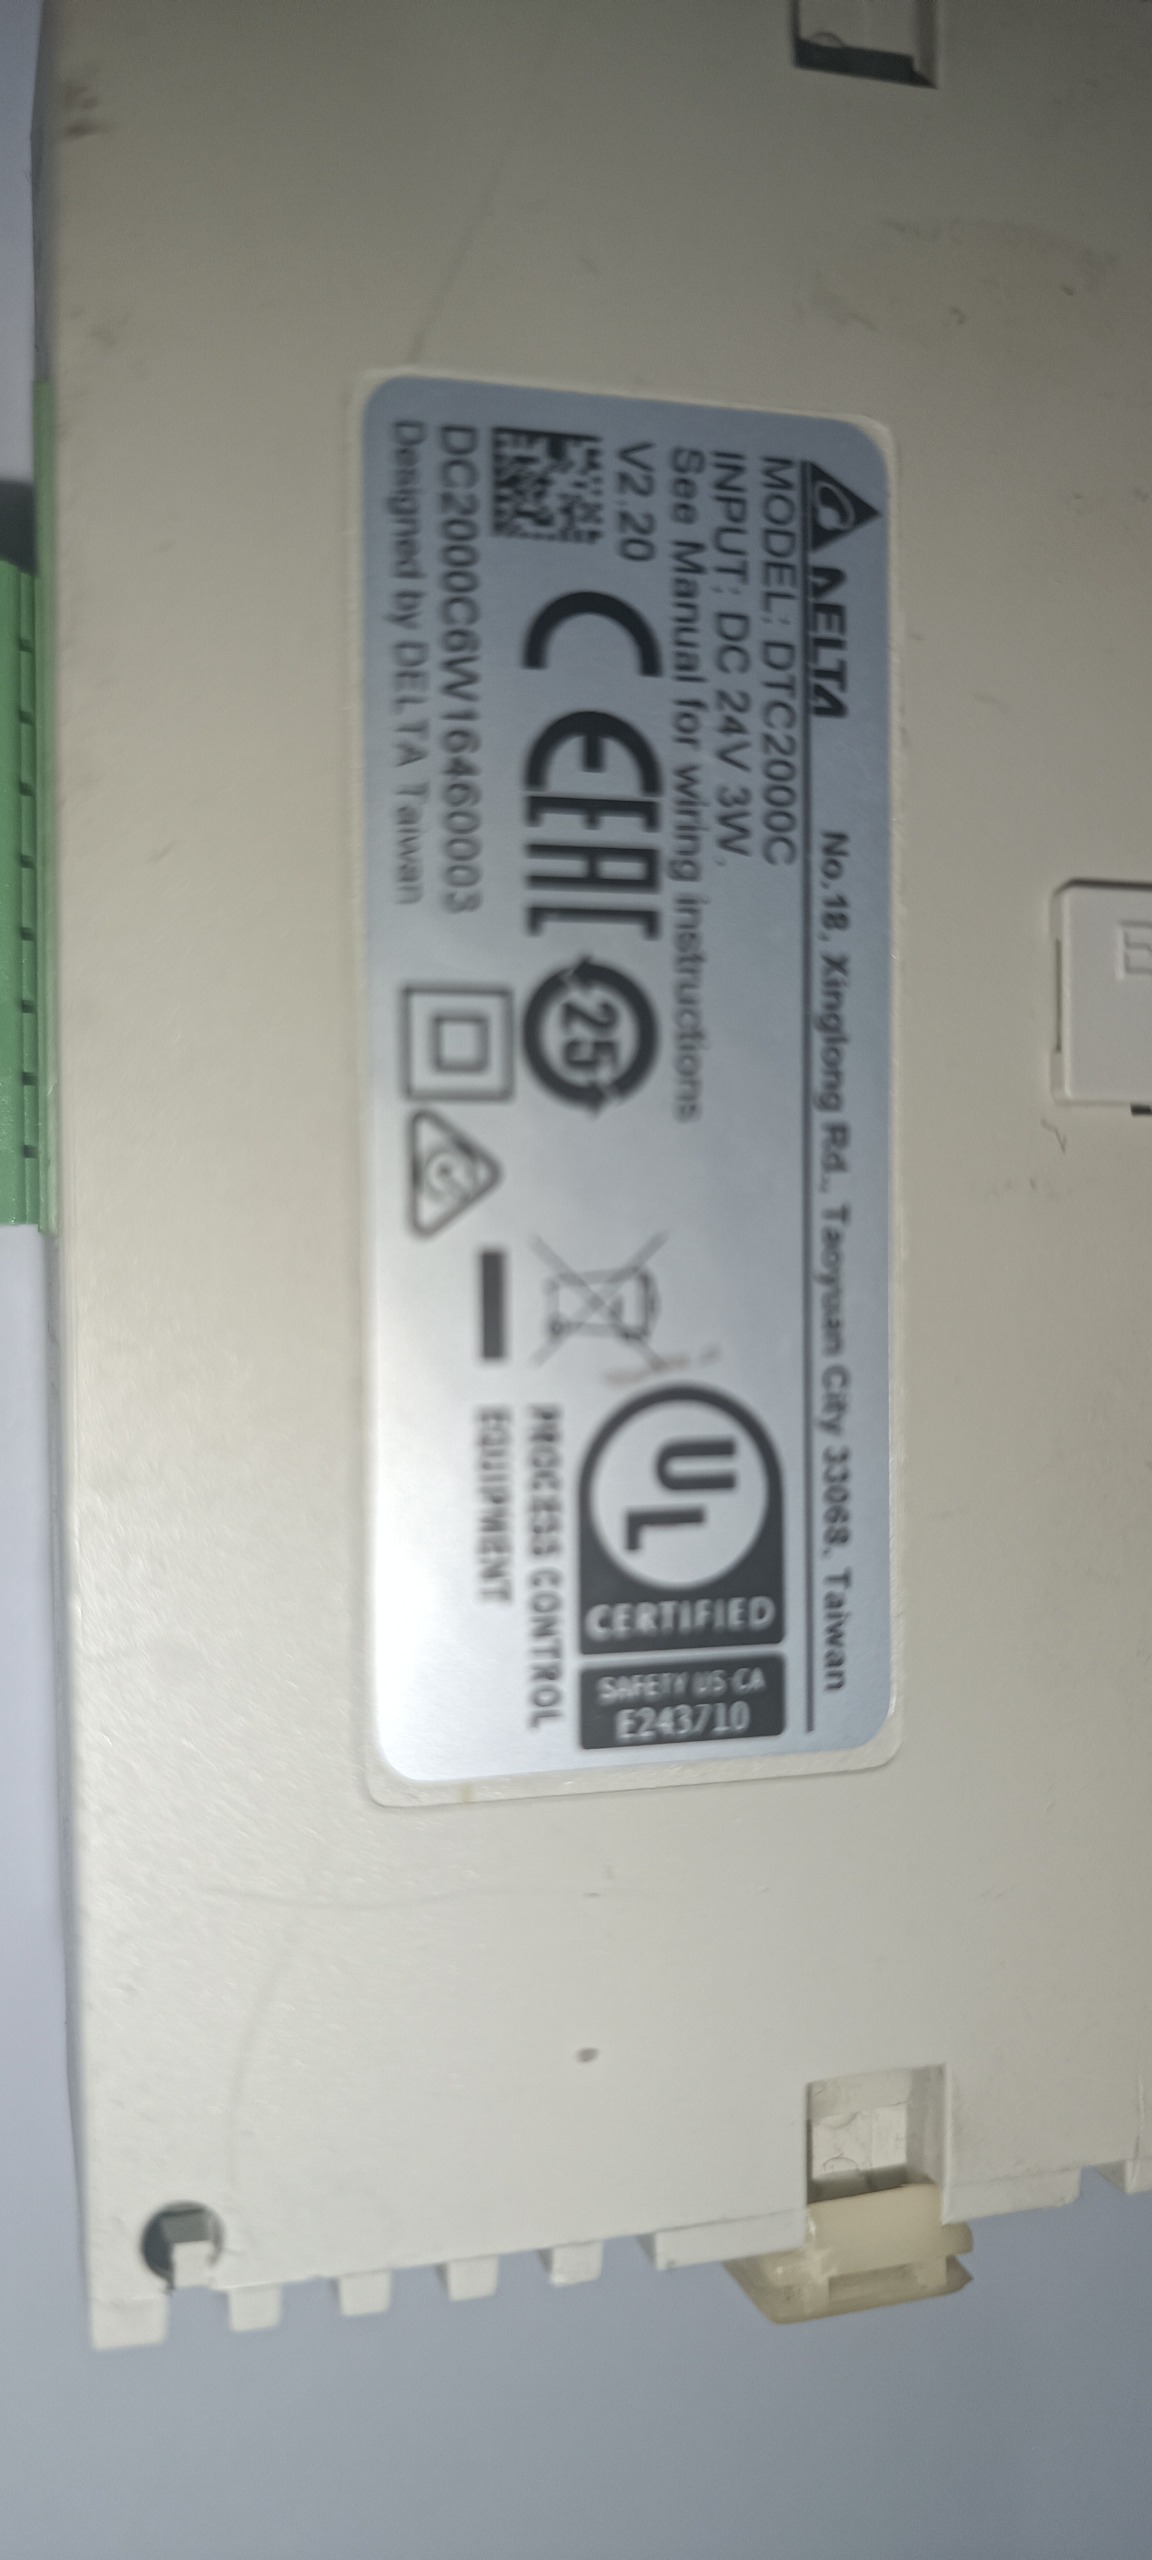 DELTA
No.18, Xinglong Rd., Taoyuan City 33068, Taiwan
MODEL: DTC2000C
INPUT: DC 24V 3W,
See Manual for wiring instructions
V2.20
CE EAC 25
UL
CERTIFIED
SAFETY US CA
E243710
PROCESS CONTROL
EQUIPMENT
DC2000C6W16460003
Designed by DELTA Taiwan